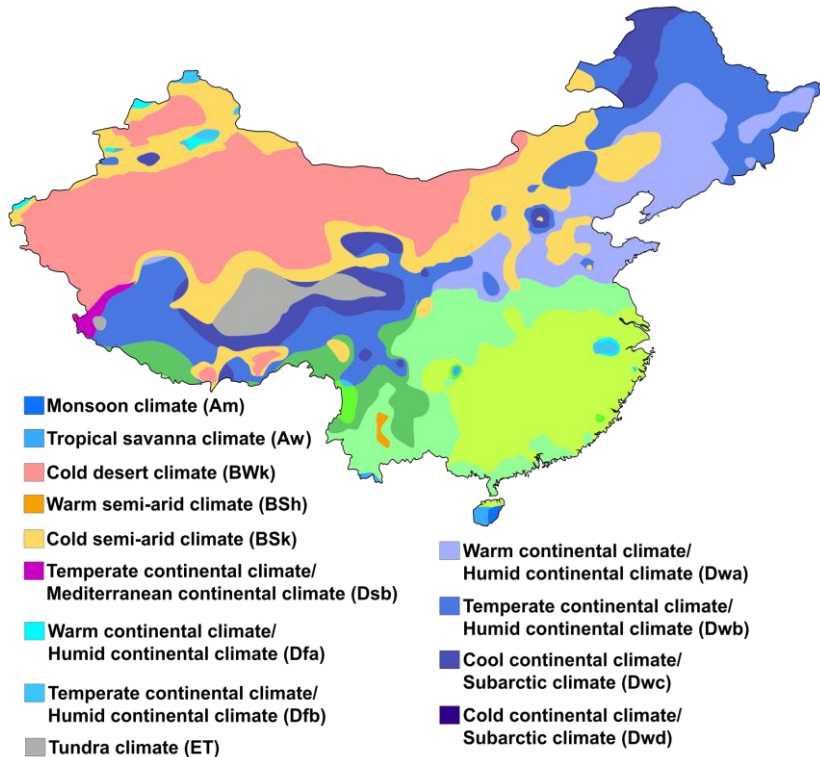 Monsoon climate (Am)
Tropical savanna climate (Aw)
Cold desert climate (BWk)
Warm semi-arid climate (BSh)
Cold semi-arid climate (BSk)
Temperate continental climate/
Mediterranean continental climate (Dsb)
Warm continental climate/
Humid continental climate (Dfa)
Temperate continental climate/
Humid continental climate (Dfb)
Tundra climate (ET)
Warm continental climate/
Humid continental climate (Dwa)
Temperate continental climate/
Humid continental climate (Dwb)
Cool continental climate/
Subarctic climate (Dwc)
Cold continental climate/
Subarctic climate (Dwd)